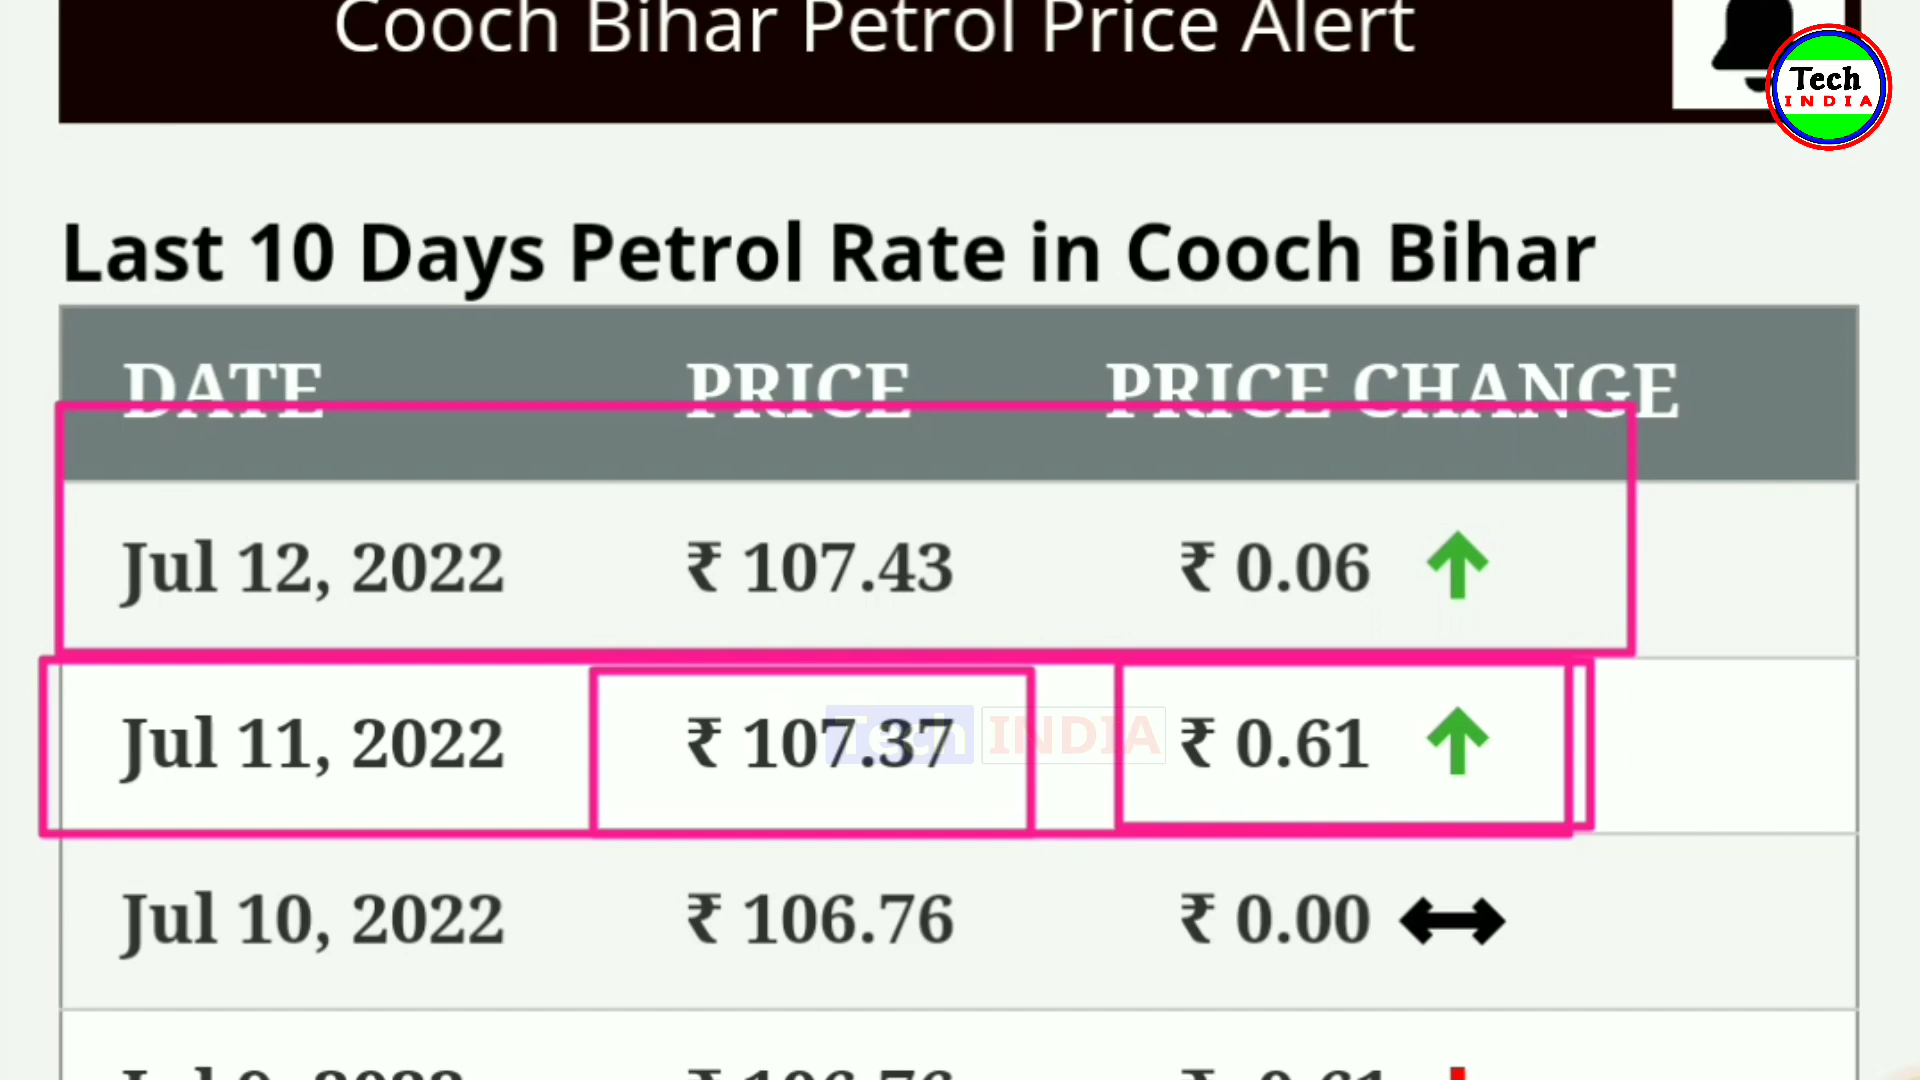 Cooch Bihar Petrol Price Alert
Tech
INDIA
Last 10 Days Petrol Rate in Cooch Bihar
DATE PRICE PRICE CHANGE
Jul 12, 2022 ₹ 107.43 ₹ 0.06
Jul 11, 2022 ₹ 107.37 ₹ 0.61
Tech INDIA
Jul 10, 2022 ₹ 106.76 ₹ 0.00